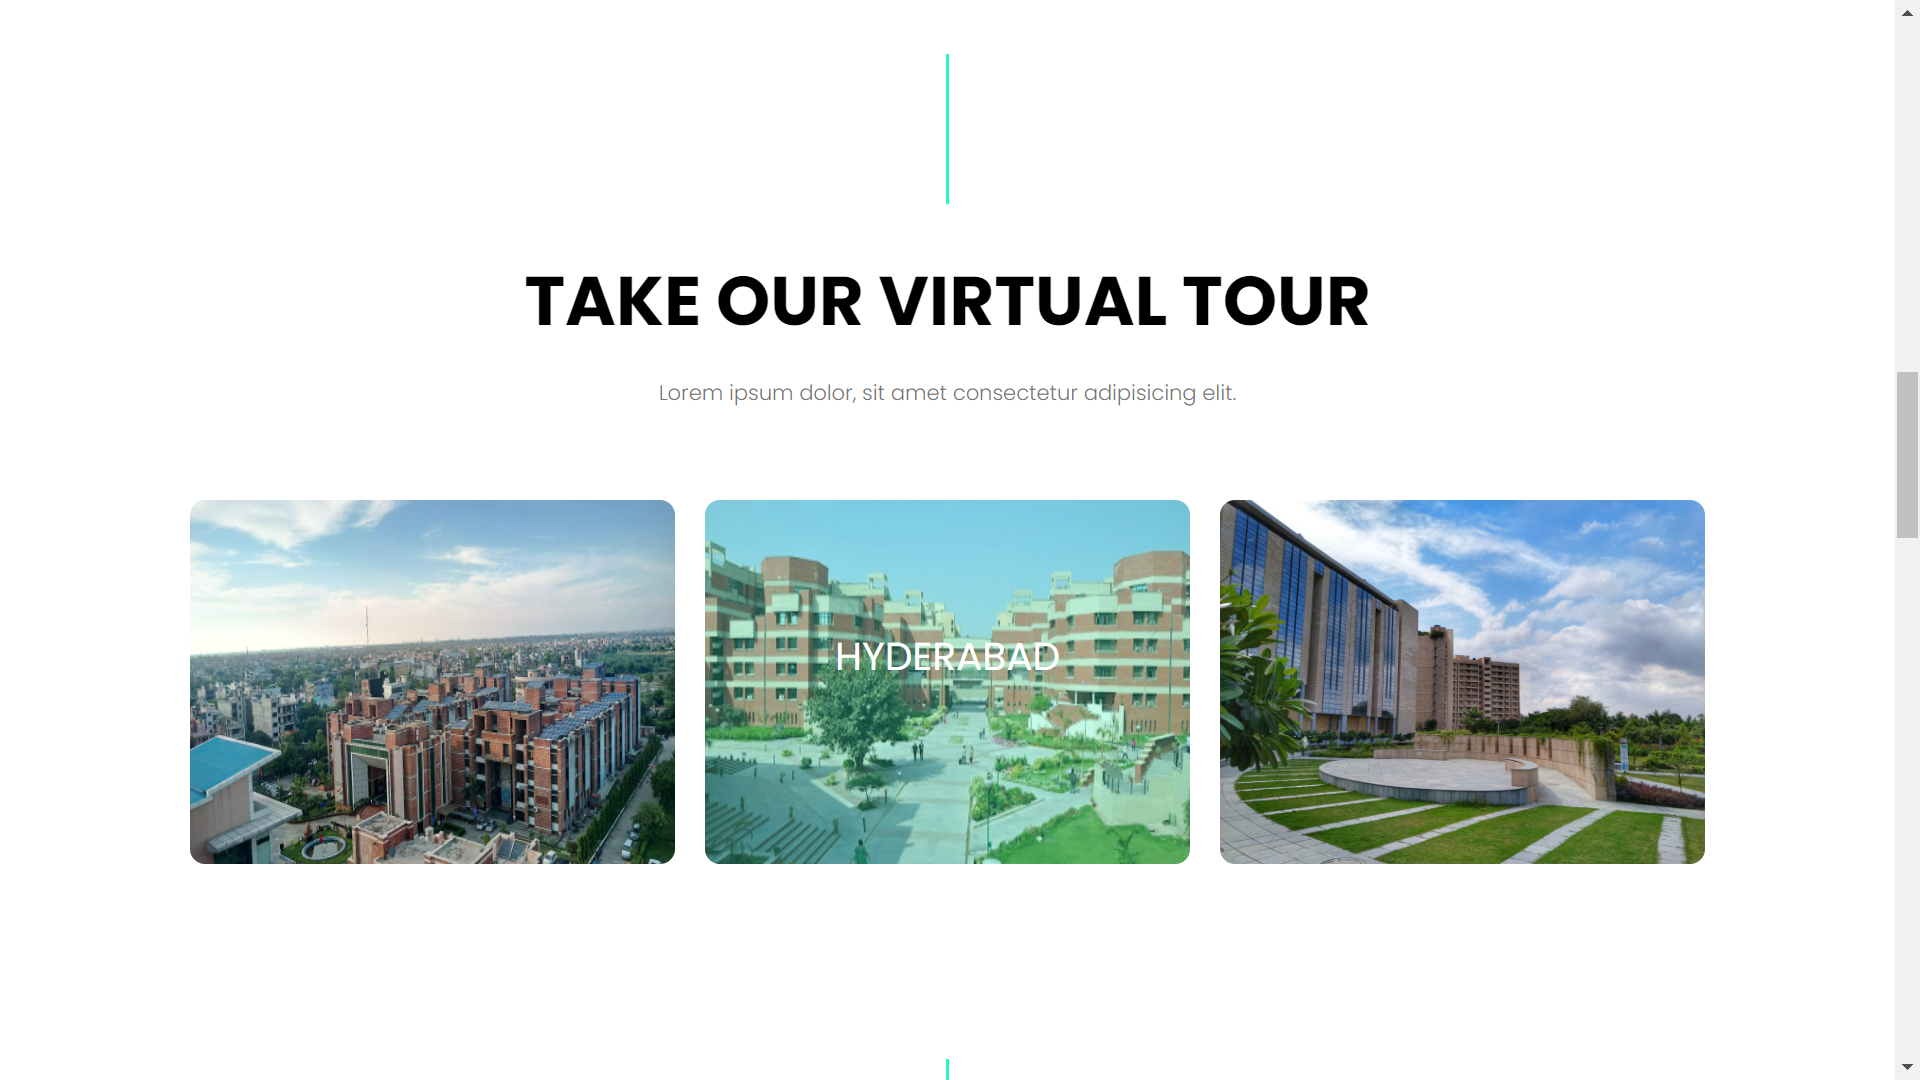 TAKE OUR VIRTUAL TOUR
Lorem ipsum dolor, sit amet consectetur adipisicing elit.
HYDERABAD